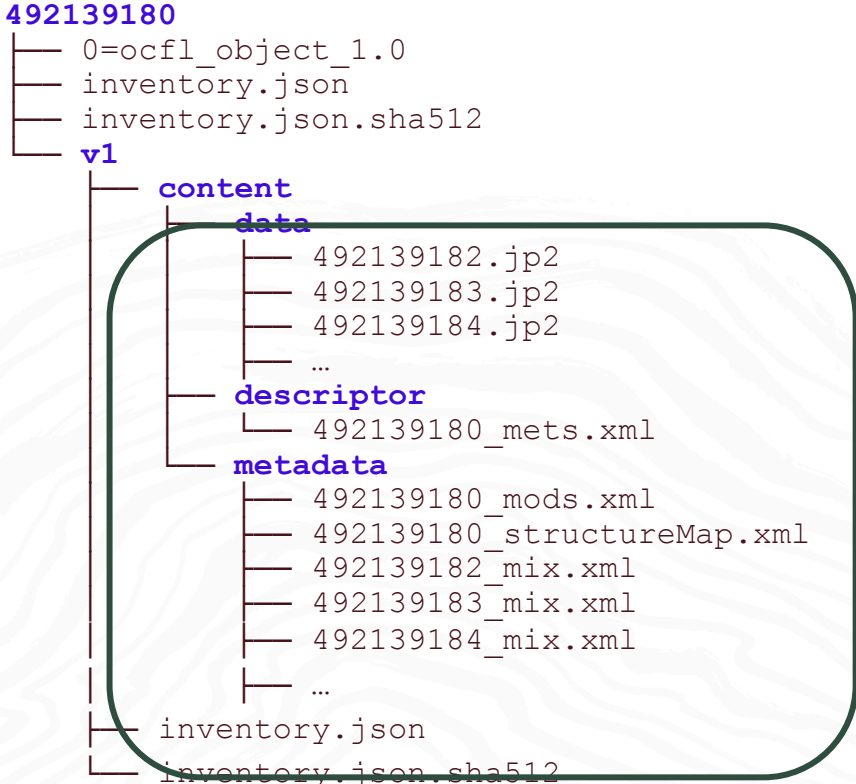 492139180
├── 0=ocfl_object_1.0
├── inventory.json
├── inventory.json.sha512
└── v1
    ├── content
    │   ├── data
    │   │   ├── 492139182.jp2
    │   │   ├── 492139183.jp2
    │   │   ├── 492139184.jp2
    │   │   ├── …
    │   ├── descriptor
    │   │   └── 492139180_mets.xml
    │   └── metadata
    │       ├── 492139180_mods.xml
    │       ├── 492139180_structureMap.xml
    │       ├── 492139182_mix.xml
    │       ├── 492139183_mix.xml
    │       ├── 492139184_mix.xml
    │       ├── …
    ├── inventory.json
    └── inventory.json.sha512